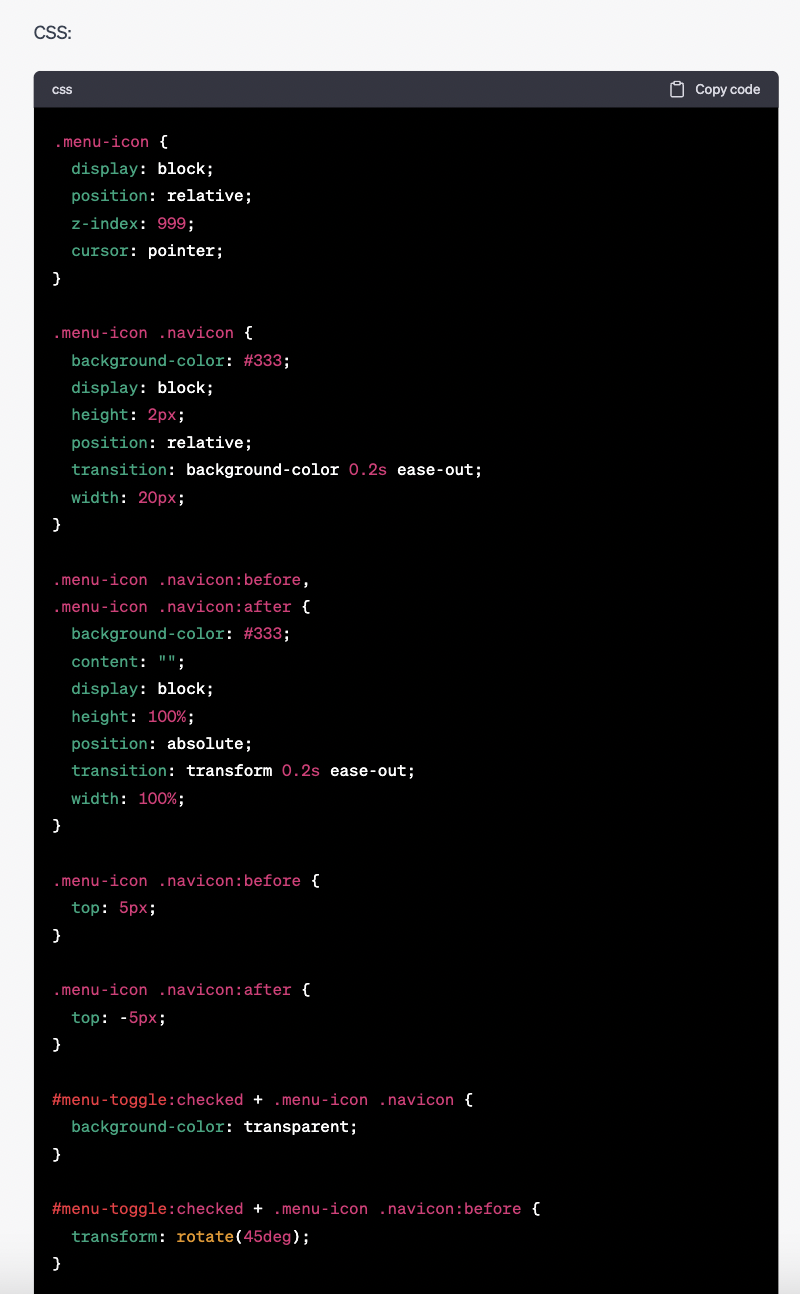 CSS:
css Copy code
.menu-icon {
  display: block;
  position: relative;
  z-index: 999;
  cursor: pointer;
}

.menu-icon .navicon {
  background-color: #333;
  display: block;
  height: 2px;
  position: relative;
  transition: background-color 0.2s ease-out;
  width: 20px;
}

.menu-icon .navicon:before,
.menu-icon .navicon:after {
  background-color: #333;
  content: "";
  display: block;
  height: 100%;
  position: absolute;
  transition: transform 0.2s ease-out;
  width: 100%;
}

.menu-icon .navicon:before {
  top: 5px;
}

.menu-icon .navicon:after {
  top: -5px;
}

#menu-toggle:checked + .menu-icon .navicon {
  background-color: transparent;
}

#menu-toggle:checked + .menu-icon .navicon:before {
  transform: rotate(45deg);
}